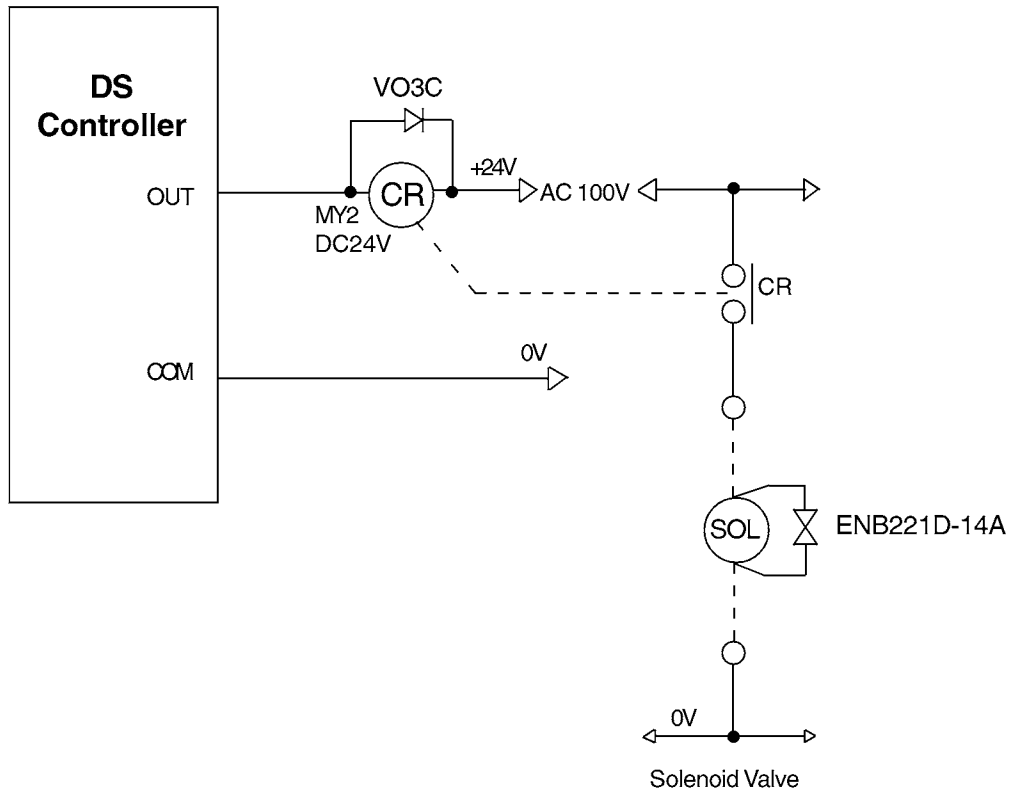 DS
Controller
VO3C
OUT
CR
+24V
AC 100V
MY2
DC24V
CR
0V
COM
SOL
ENB221D-14A
0V
Solenoid Valve